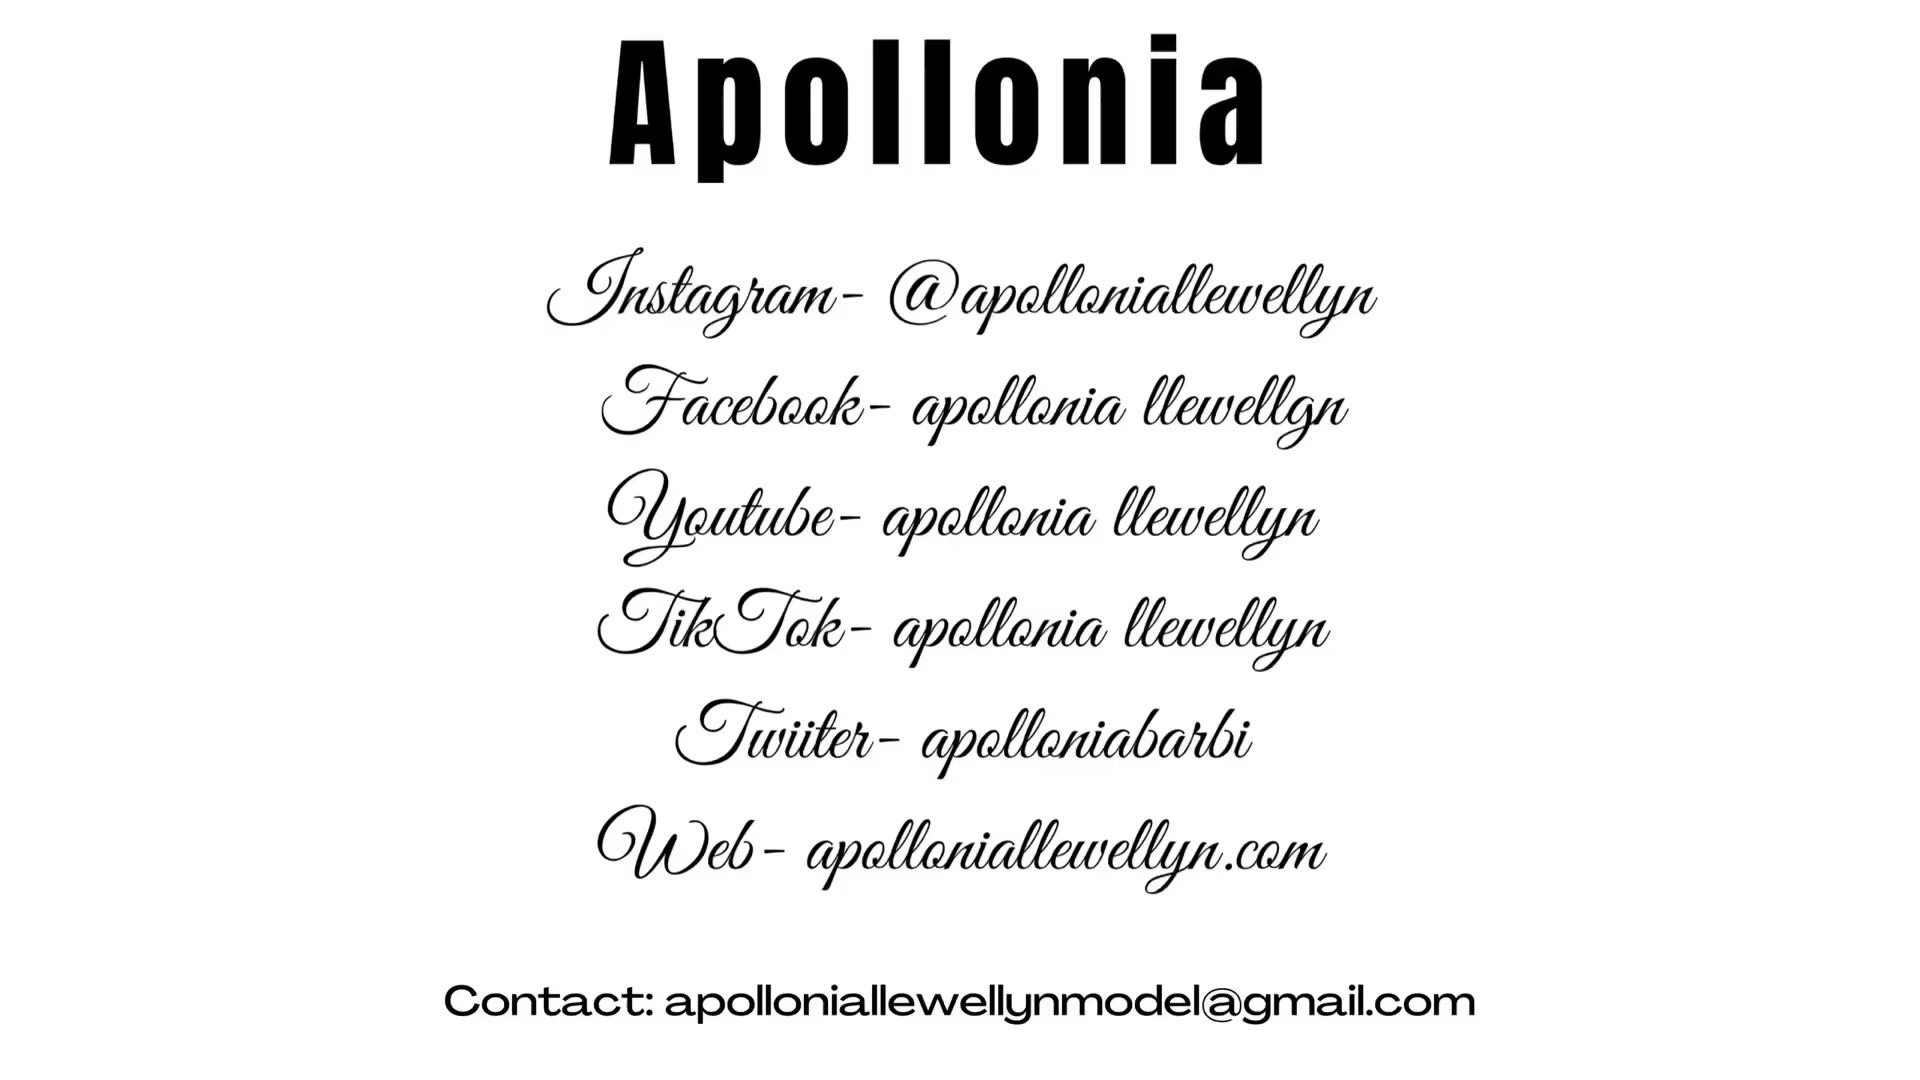 Apollonia
Instagram- @apolloniallewellyn
Facebook- apollonia llewellgn
Youtube- apollonia llewellyn
TikTok- apollonia llewellyn
Twiiter- apolloniabarbi
Web- apolloniallewellyn.com
Contact: apolloniallewellynmodel@gmail.com